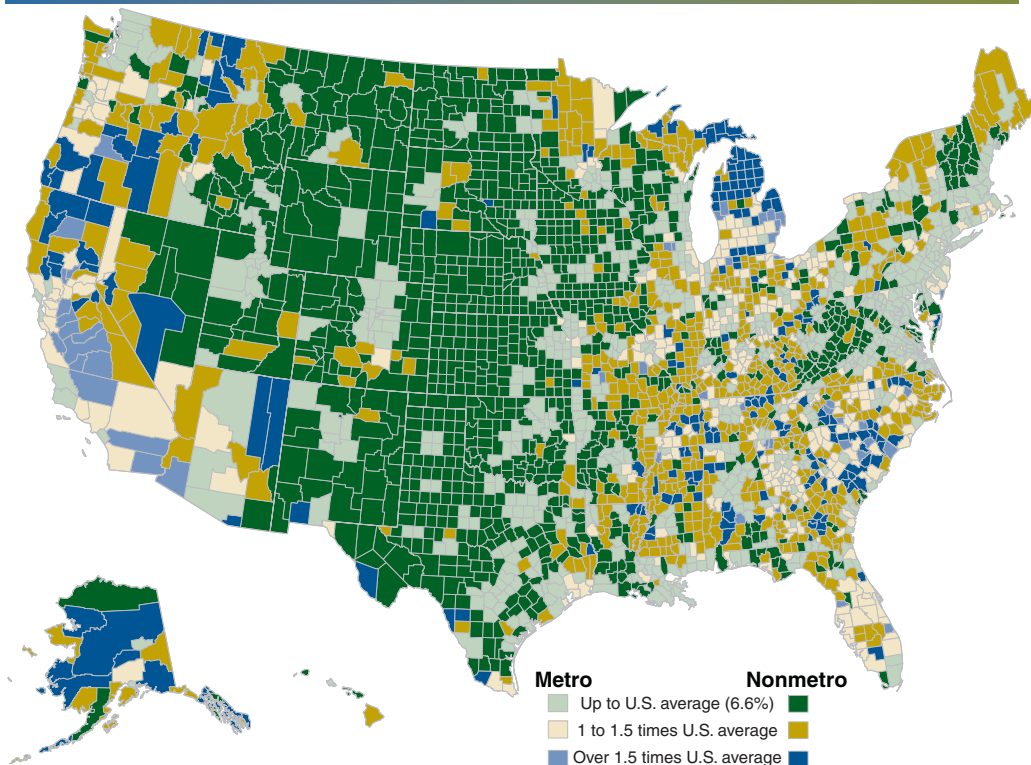 Metro Nonmetro
Up to U.S. average (6.6%)
1 to 1.5 times U.S. average
Over 1.5 times U.S. average